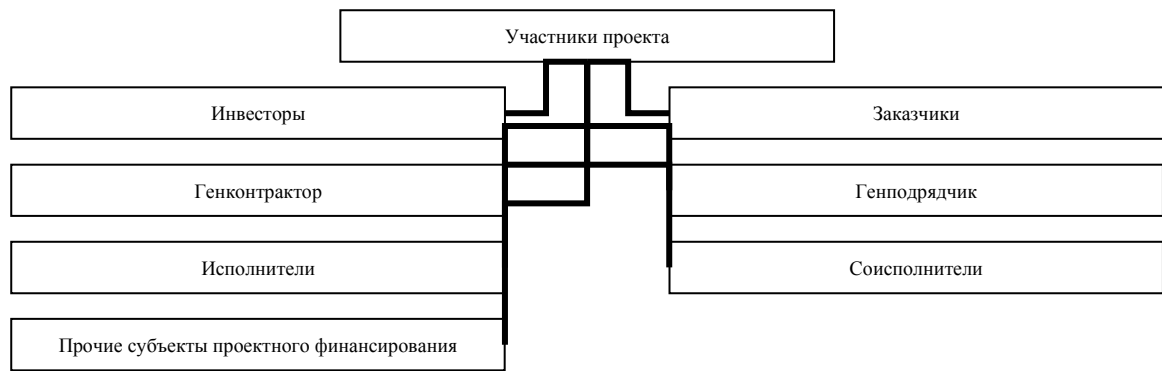 Участники проекта
Инвесторы
Заказчики
Генконтрактор
Генподрядчик
Исполнители
Соисполнители
Прочие субъекты проектного финансирования